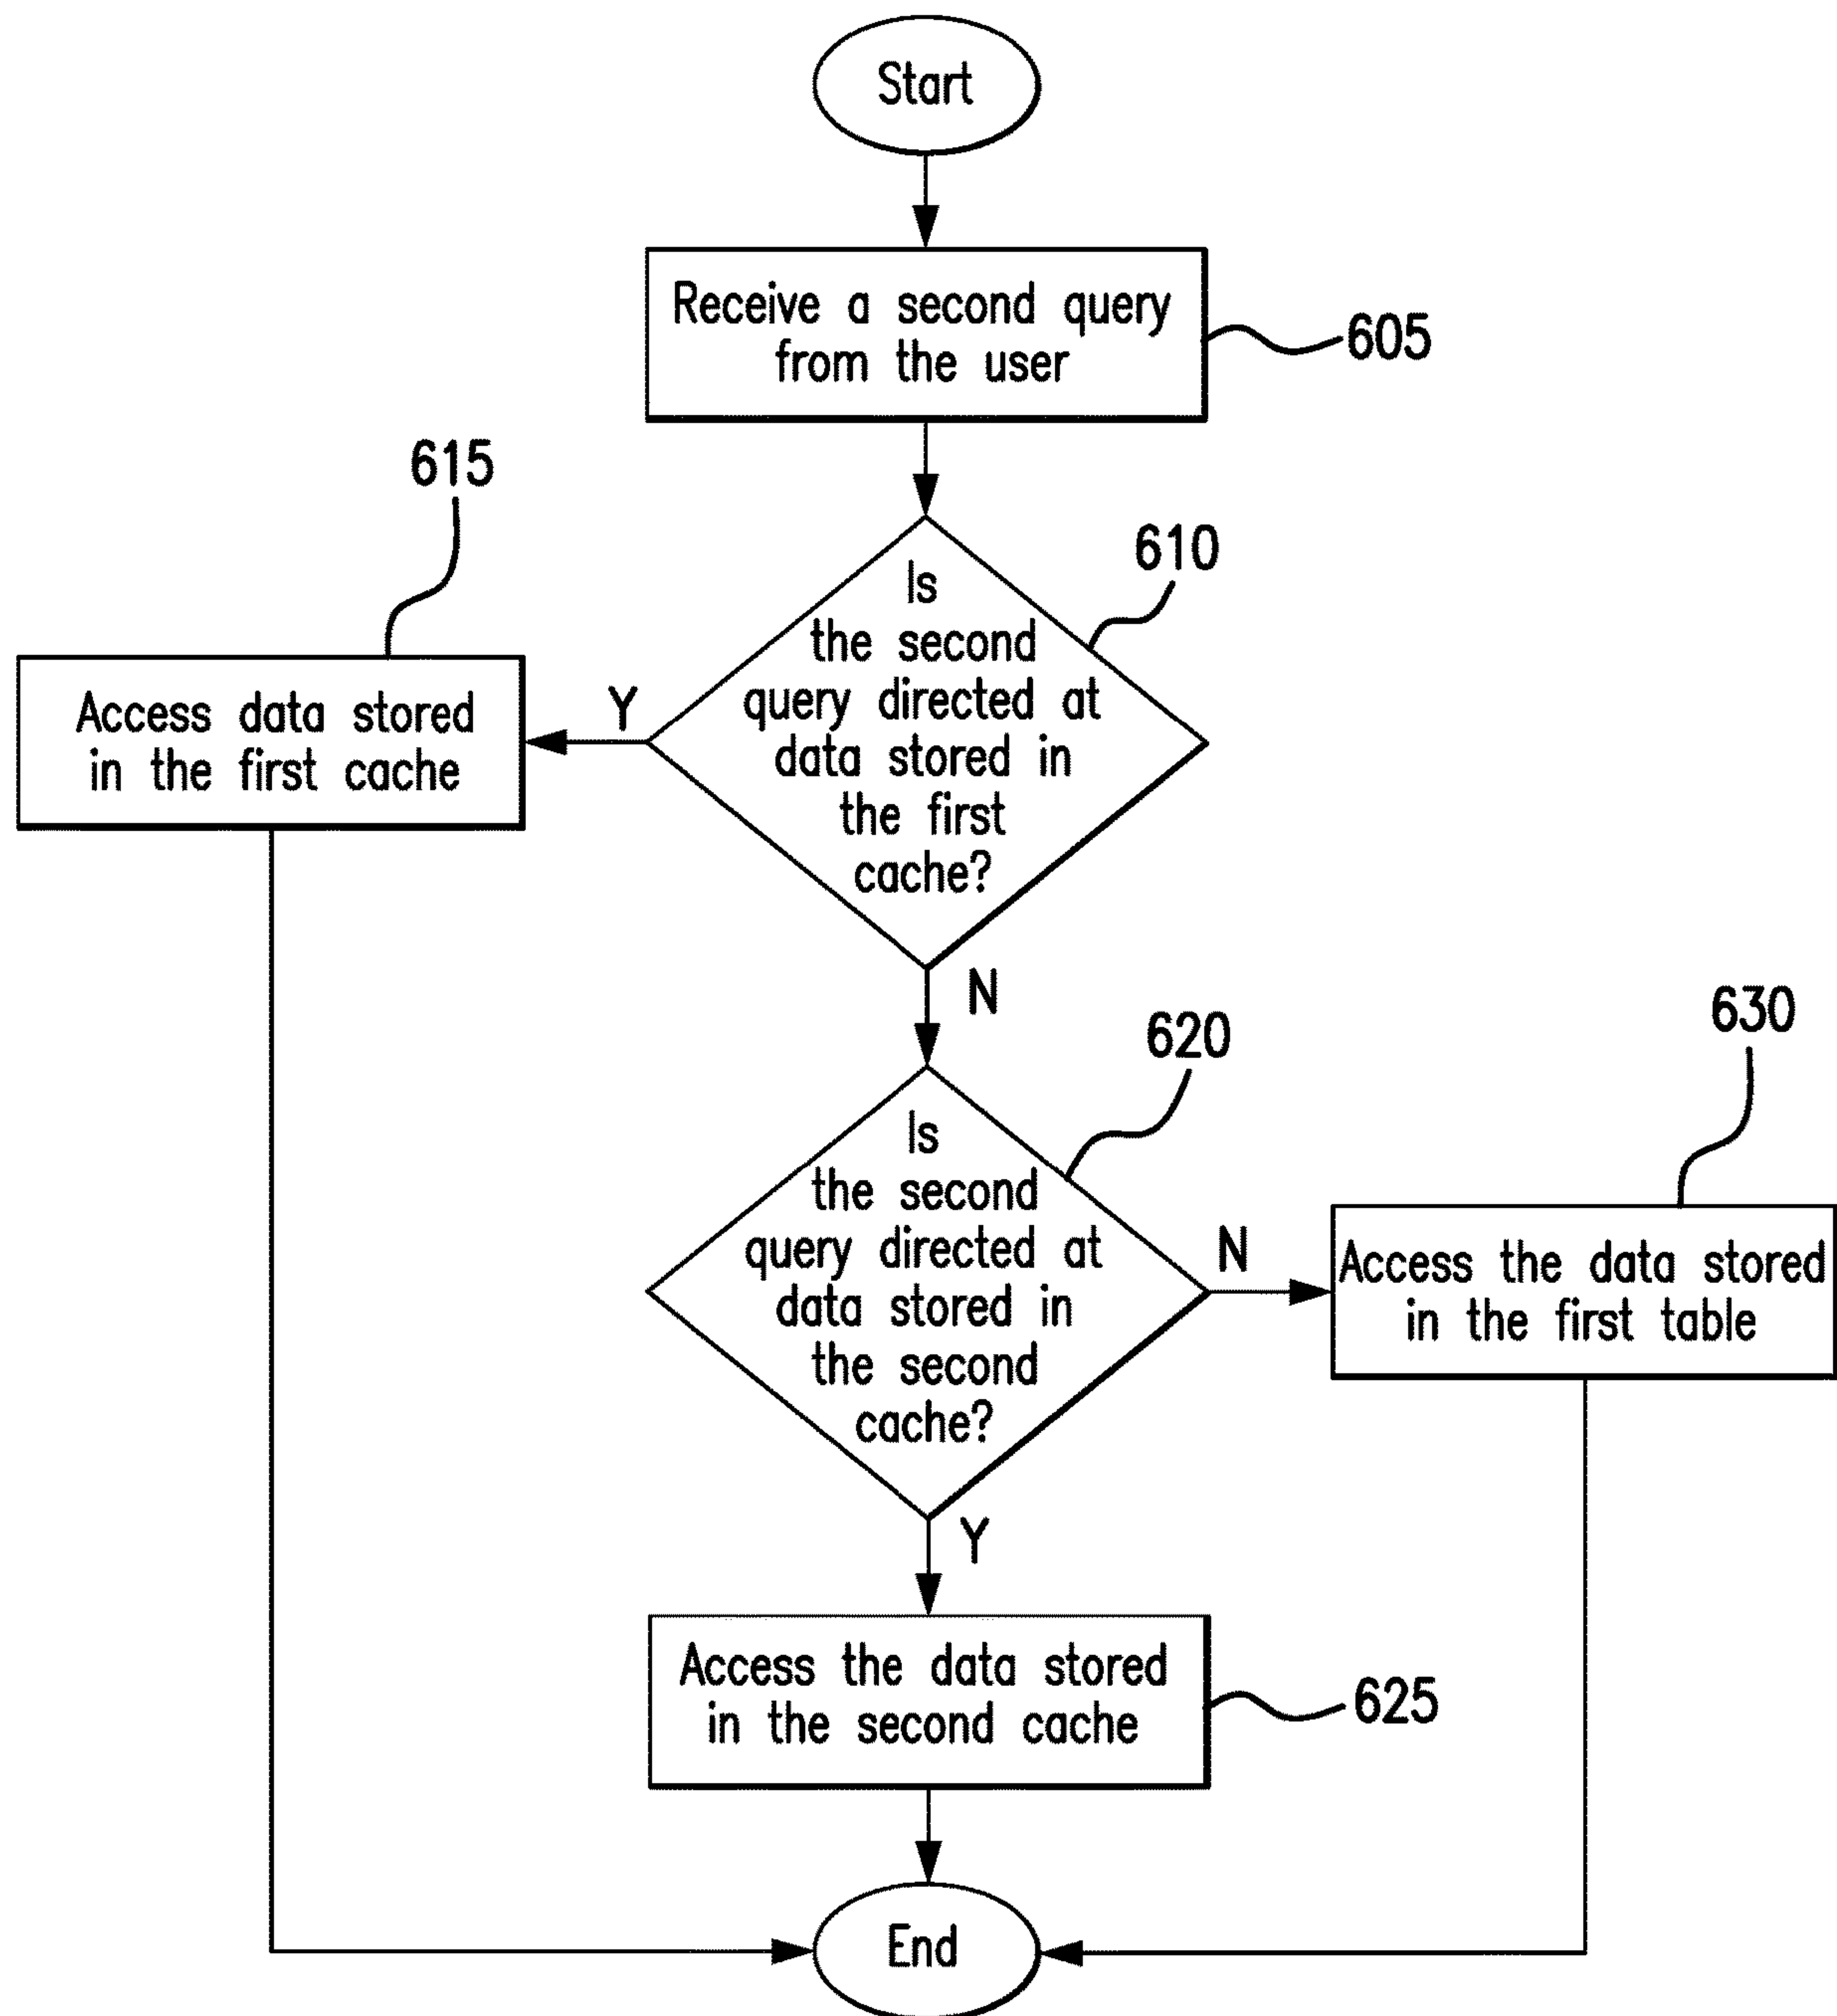 Start
Receive a second query
from the user
605
615
610
Is
the second
query directed at
data stored in
the first
cache?
Y
Access data stored
in the first cache
N
620
630
Is
the second
query directed at
data stored in
the second
cache?
N
Access the data stored
in the first table
Y
Access the data stored
in the second cache
625
End